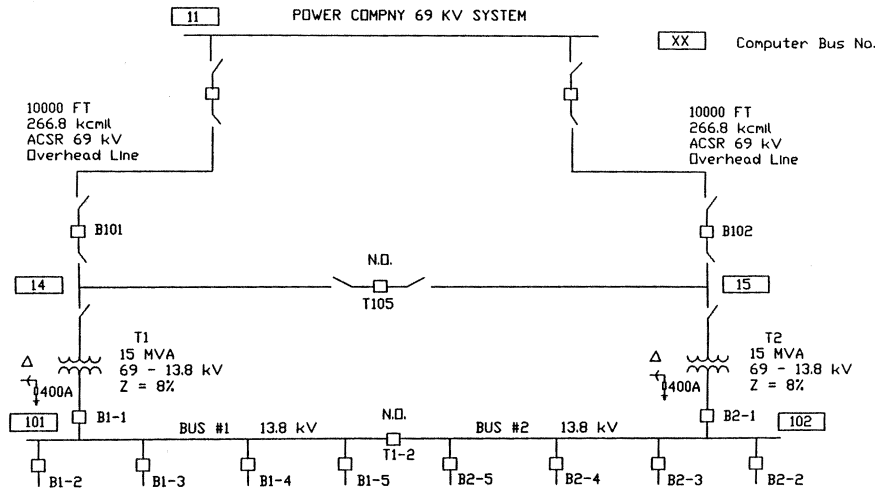 11
POWER COMPNY 69 KV SYSTEM
XX
Computer Bus No.
10000 FT
266.8 kcmil
ACSR 69 kV
Overhead Line
10000 FT
266.8 kcmil
ACSR 69 kV
Overhead Line
B101
B102
N.O.
14
15
T105
T1
15 MVA
69 - 13.8 kV
Z = 8%
T2
15 MVA
69 - 13.8 kV
Z = 8%
Δ
400A
Δ
400A
101
B1-1
N.O.
B2-1
102
BUS #1 13.8 kV
BUS #2 13.8 kV
T1-2
B1-2
B1-3
B1-4
B1-5
B2-5
B2-4
B2-3
B2-2